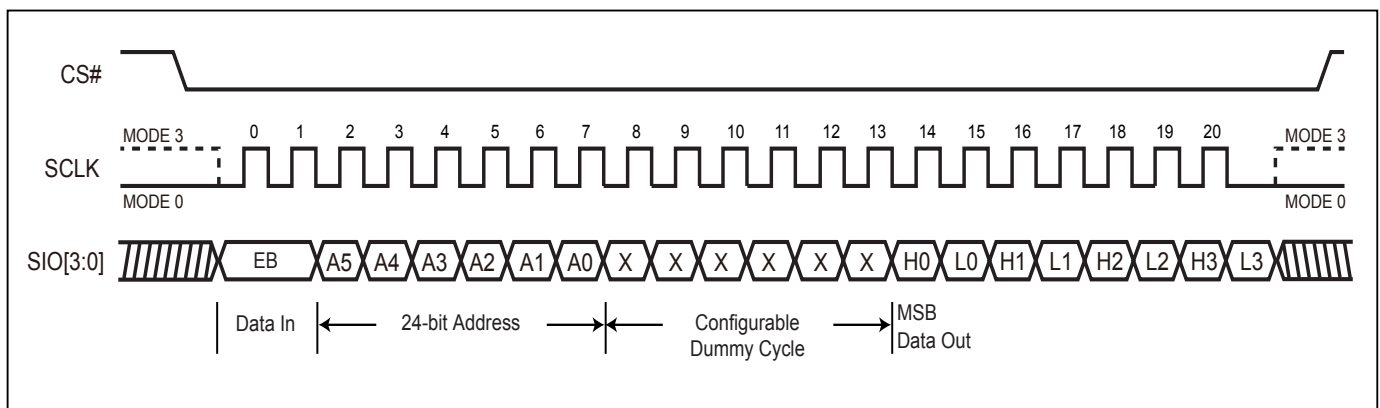 CS#
MODE 3
0 1 2 3 4 5 6 7 8 9 10 11 12 13 14 15 16 17 18 19 20
MODE 3
SCLK
MODE 0
MODE 0
SIO[3:0]
EB A5 A4 A3 A2 A1 A0 X X X X X X H0 L0 H1 L1 H2 L2 H3 L3
Data In
24-bit Address
Configurable
Dummy Cycle
MSB
Data Out